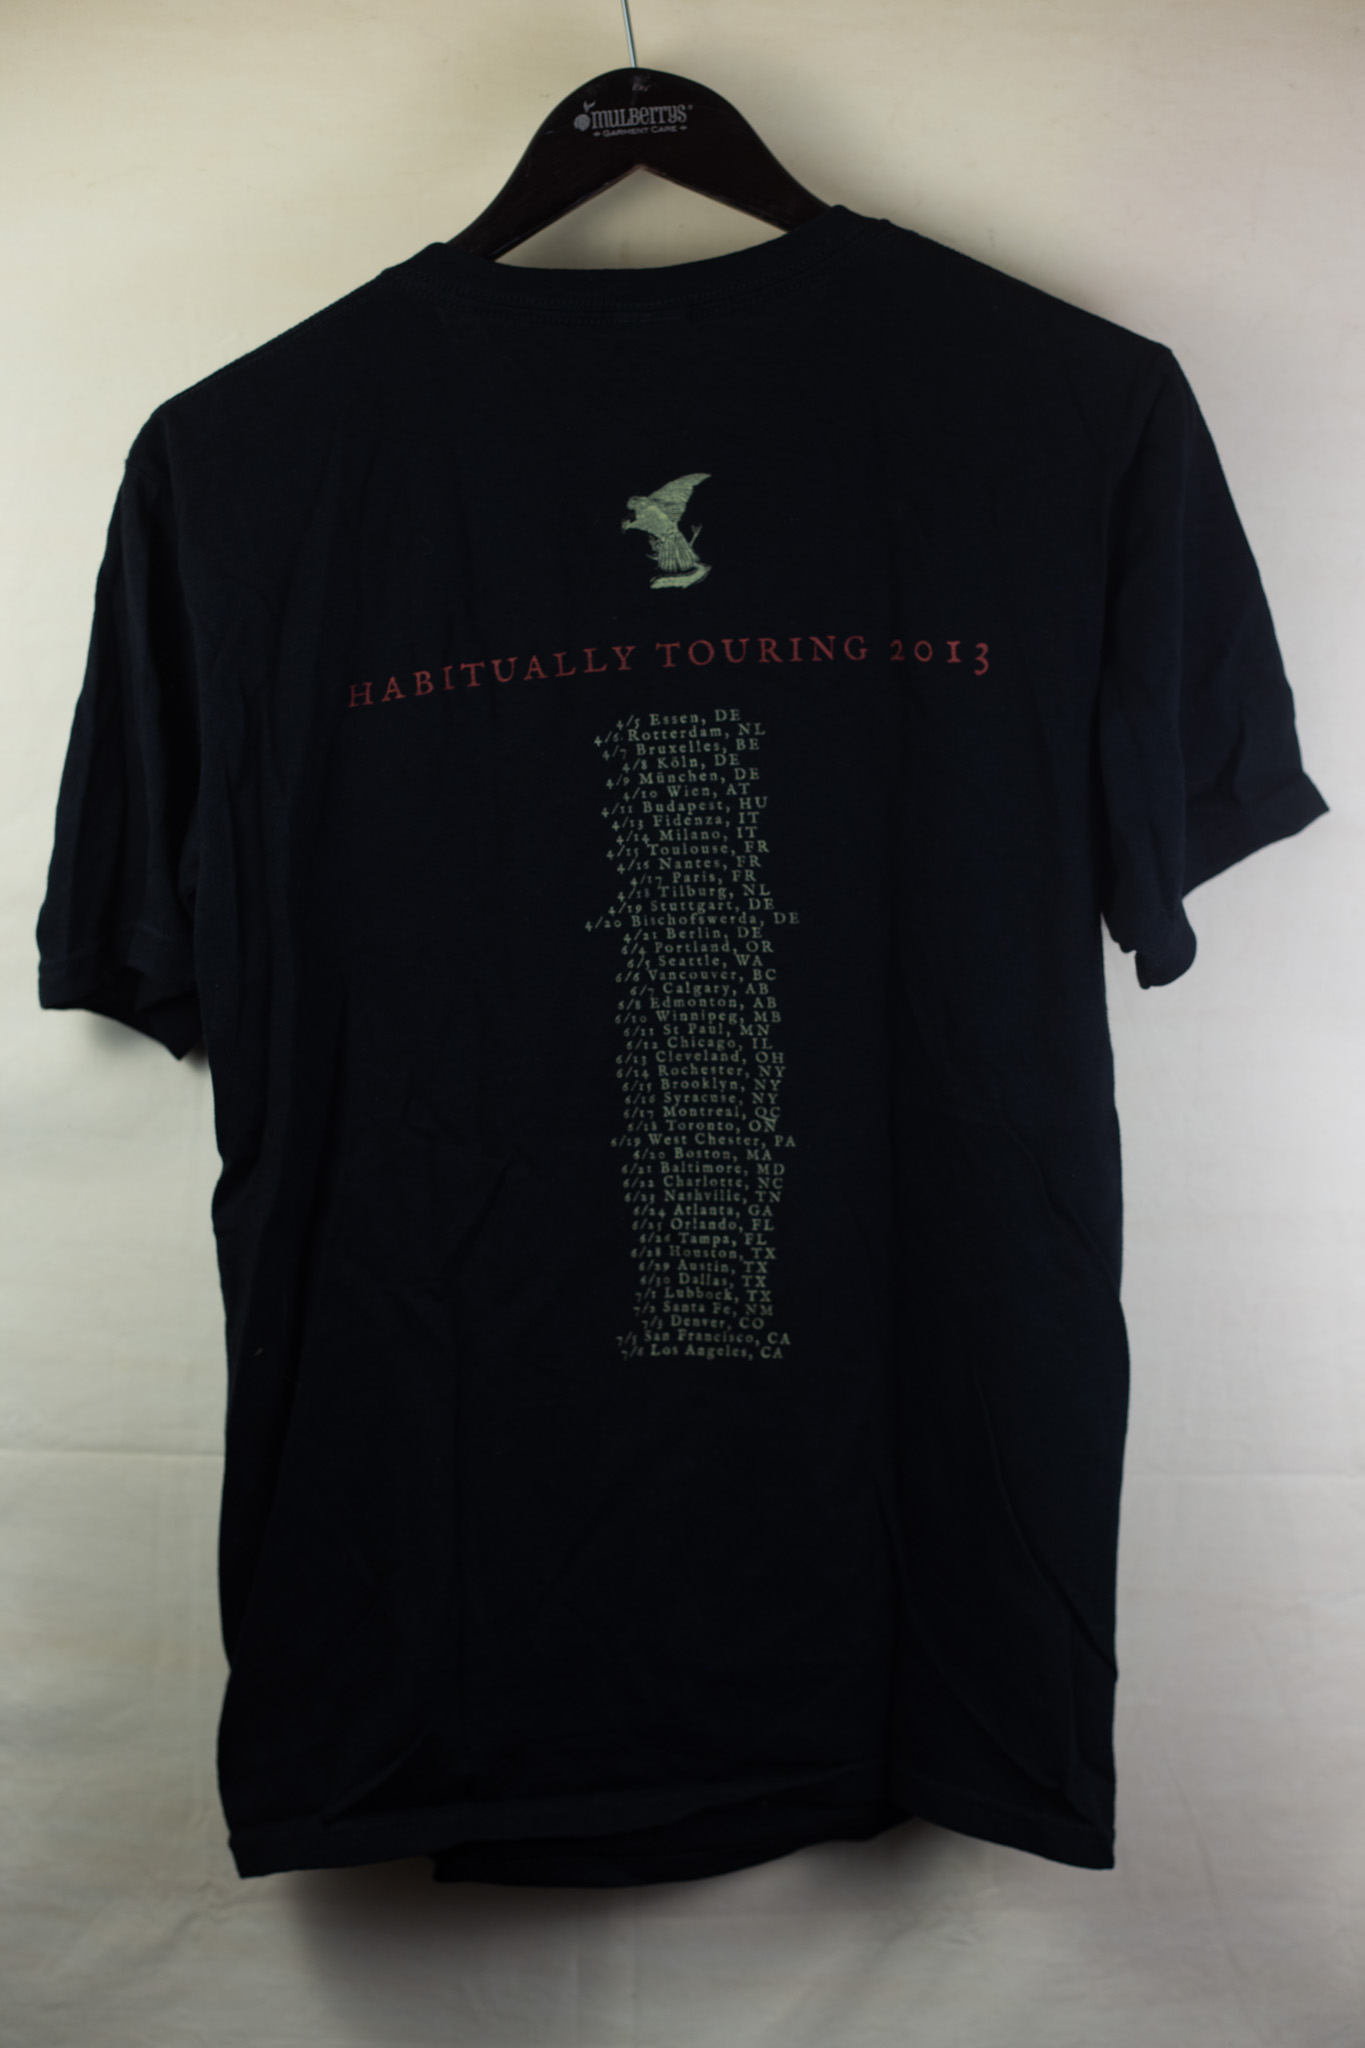 mulberrys
GARMENT CARE
HABITUALLY TOURING 2013
4/5 Essen, DE
4/6 Rotterdam, NL
4/7 Bruxelles, BE
4/8 Köln, DE
4/9 München, DE
4/10 Wien, AT
4/11 Budapest, HU
4/13 Fidenza, IT
4/14 Milano, IT
4/15 Toulouse, FR
4/16 Nantes, FR
4/17 Paris, FR
4/18 Tilburg, NL
4/19 Stuttgart, DE
4/20 Bischofswerda, DE
4/21 Berlin, DE
6/4 Portland, OR
6/5 Seattle, WA
6/6 Vancouver, BC
6/7 Calgary, AB
6/8 Edmonton, AB
6/10 Winnipeg, MB
6/11 St Paul, MN
6/12 Chicago, IL
6/13 Cleveland, OH
6/14 Rochester, NY
6/15 Brooklyn, NY
6/16 Syracuse, NY
6/17 Montreal, QC
6/18 Toronto, ON
6/19 West Chester, PA
6/20 Boston, MA
6/21 Baltimore, MD
6/22 Charlotte, NC
6/23 Nashville, TN
6/24 Atlanta, GA
6/25 Orlando, FL
6/26 Tampa, FL
6/28 Houston, TX
6/29 Austin, TX
6/30 Dallas, TX
7/1 Lubbock, TX
7/2 Santa Fe, NM
7/3 Denver, CO
7/5 San Francisco, CA
7/6 Los Angeles, CA